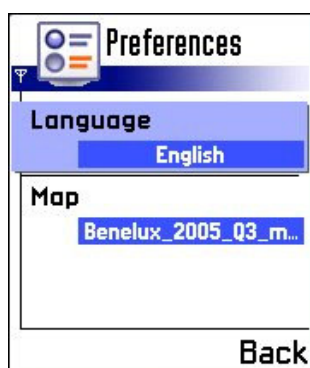 Preferences
Language
English
Map
Benelux_2005_Q3_m...
Back